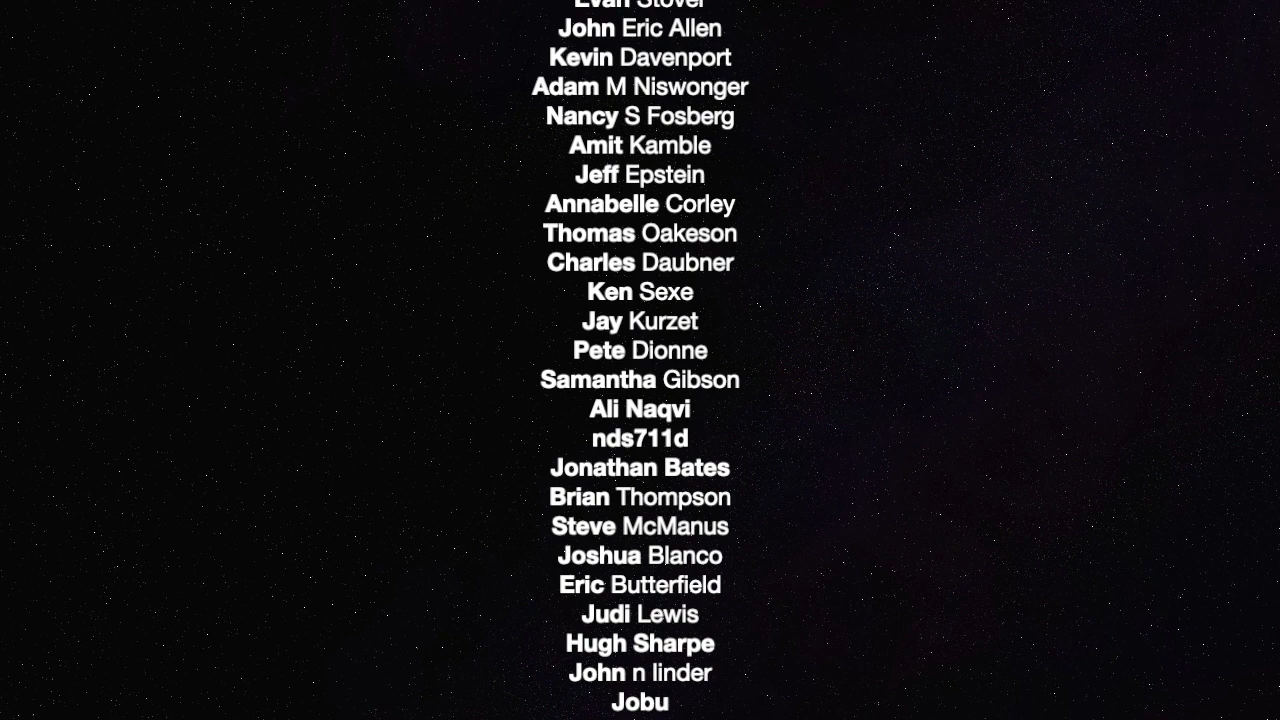 Evan Stover
John Eric Allen
Kevin Davenport
Adam M Niswonger
Nancy S Fosberg
Amit Kamble
Jeff Epstein
Annabelle Corley
Thomas Oakeson
Charles Daubner
Ken Sexe
Jay Kurzet
Pete Dionne
Samantha Gibson
Ali Naqvi
nds711d
Jonathan Bates
Brian Thompson
Steve McManus
Joshua Blanco
Eric Butterfield
Judi Lewis
Hugh Sharpe
John n linder
Jobu